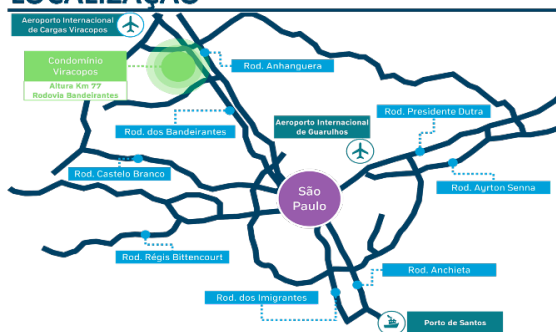 LOCALIZAÇÃO
Aeroporto Internacional
de Cargas Viracopos
Condomínio
Viracopos
Altura Km 77
Rodovia Bandeirantes
Rod. Anhanguera
Rod. dos Bandeirantes
Aeroporto Internacional
de Guarulhos
Rod. Presidente Dutra
Rod. Castelo Branco
Rod. Ayrton Senna
São
Paulo
Rod. Régis Bittencourt
Rod. Anchieta
Rod. dos Imigrantes
Porto de Santos